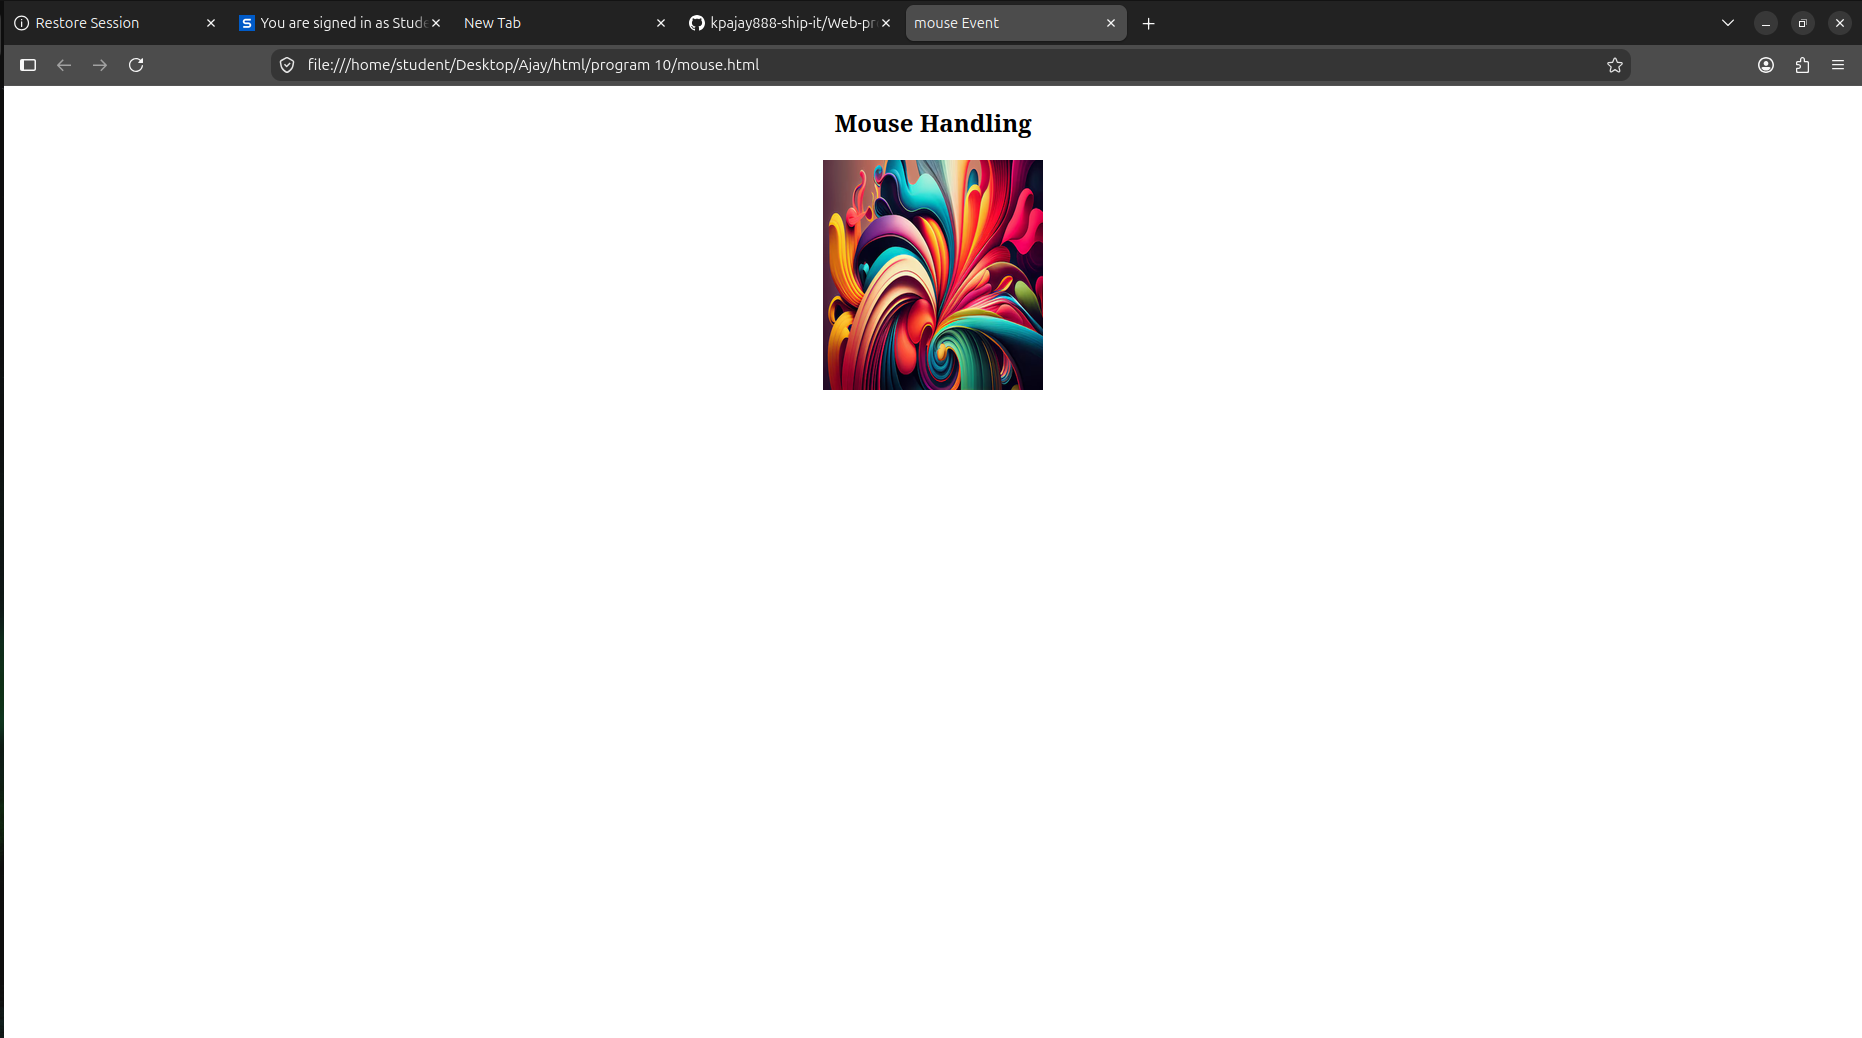 Restore Session
S You are signed in as Stude
New Tab
kpajay888-ship-it/Web-pr
mouse Event
file:///home/student/Desktop/Ajay/html/program 10/mouse.html
Mouse Handling